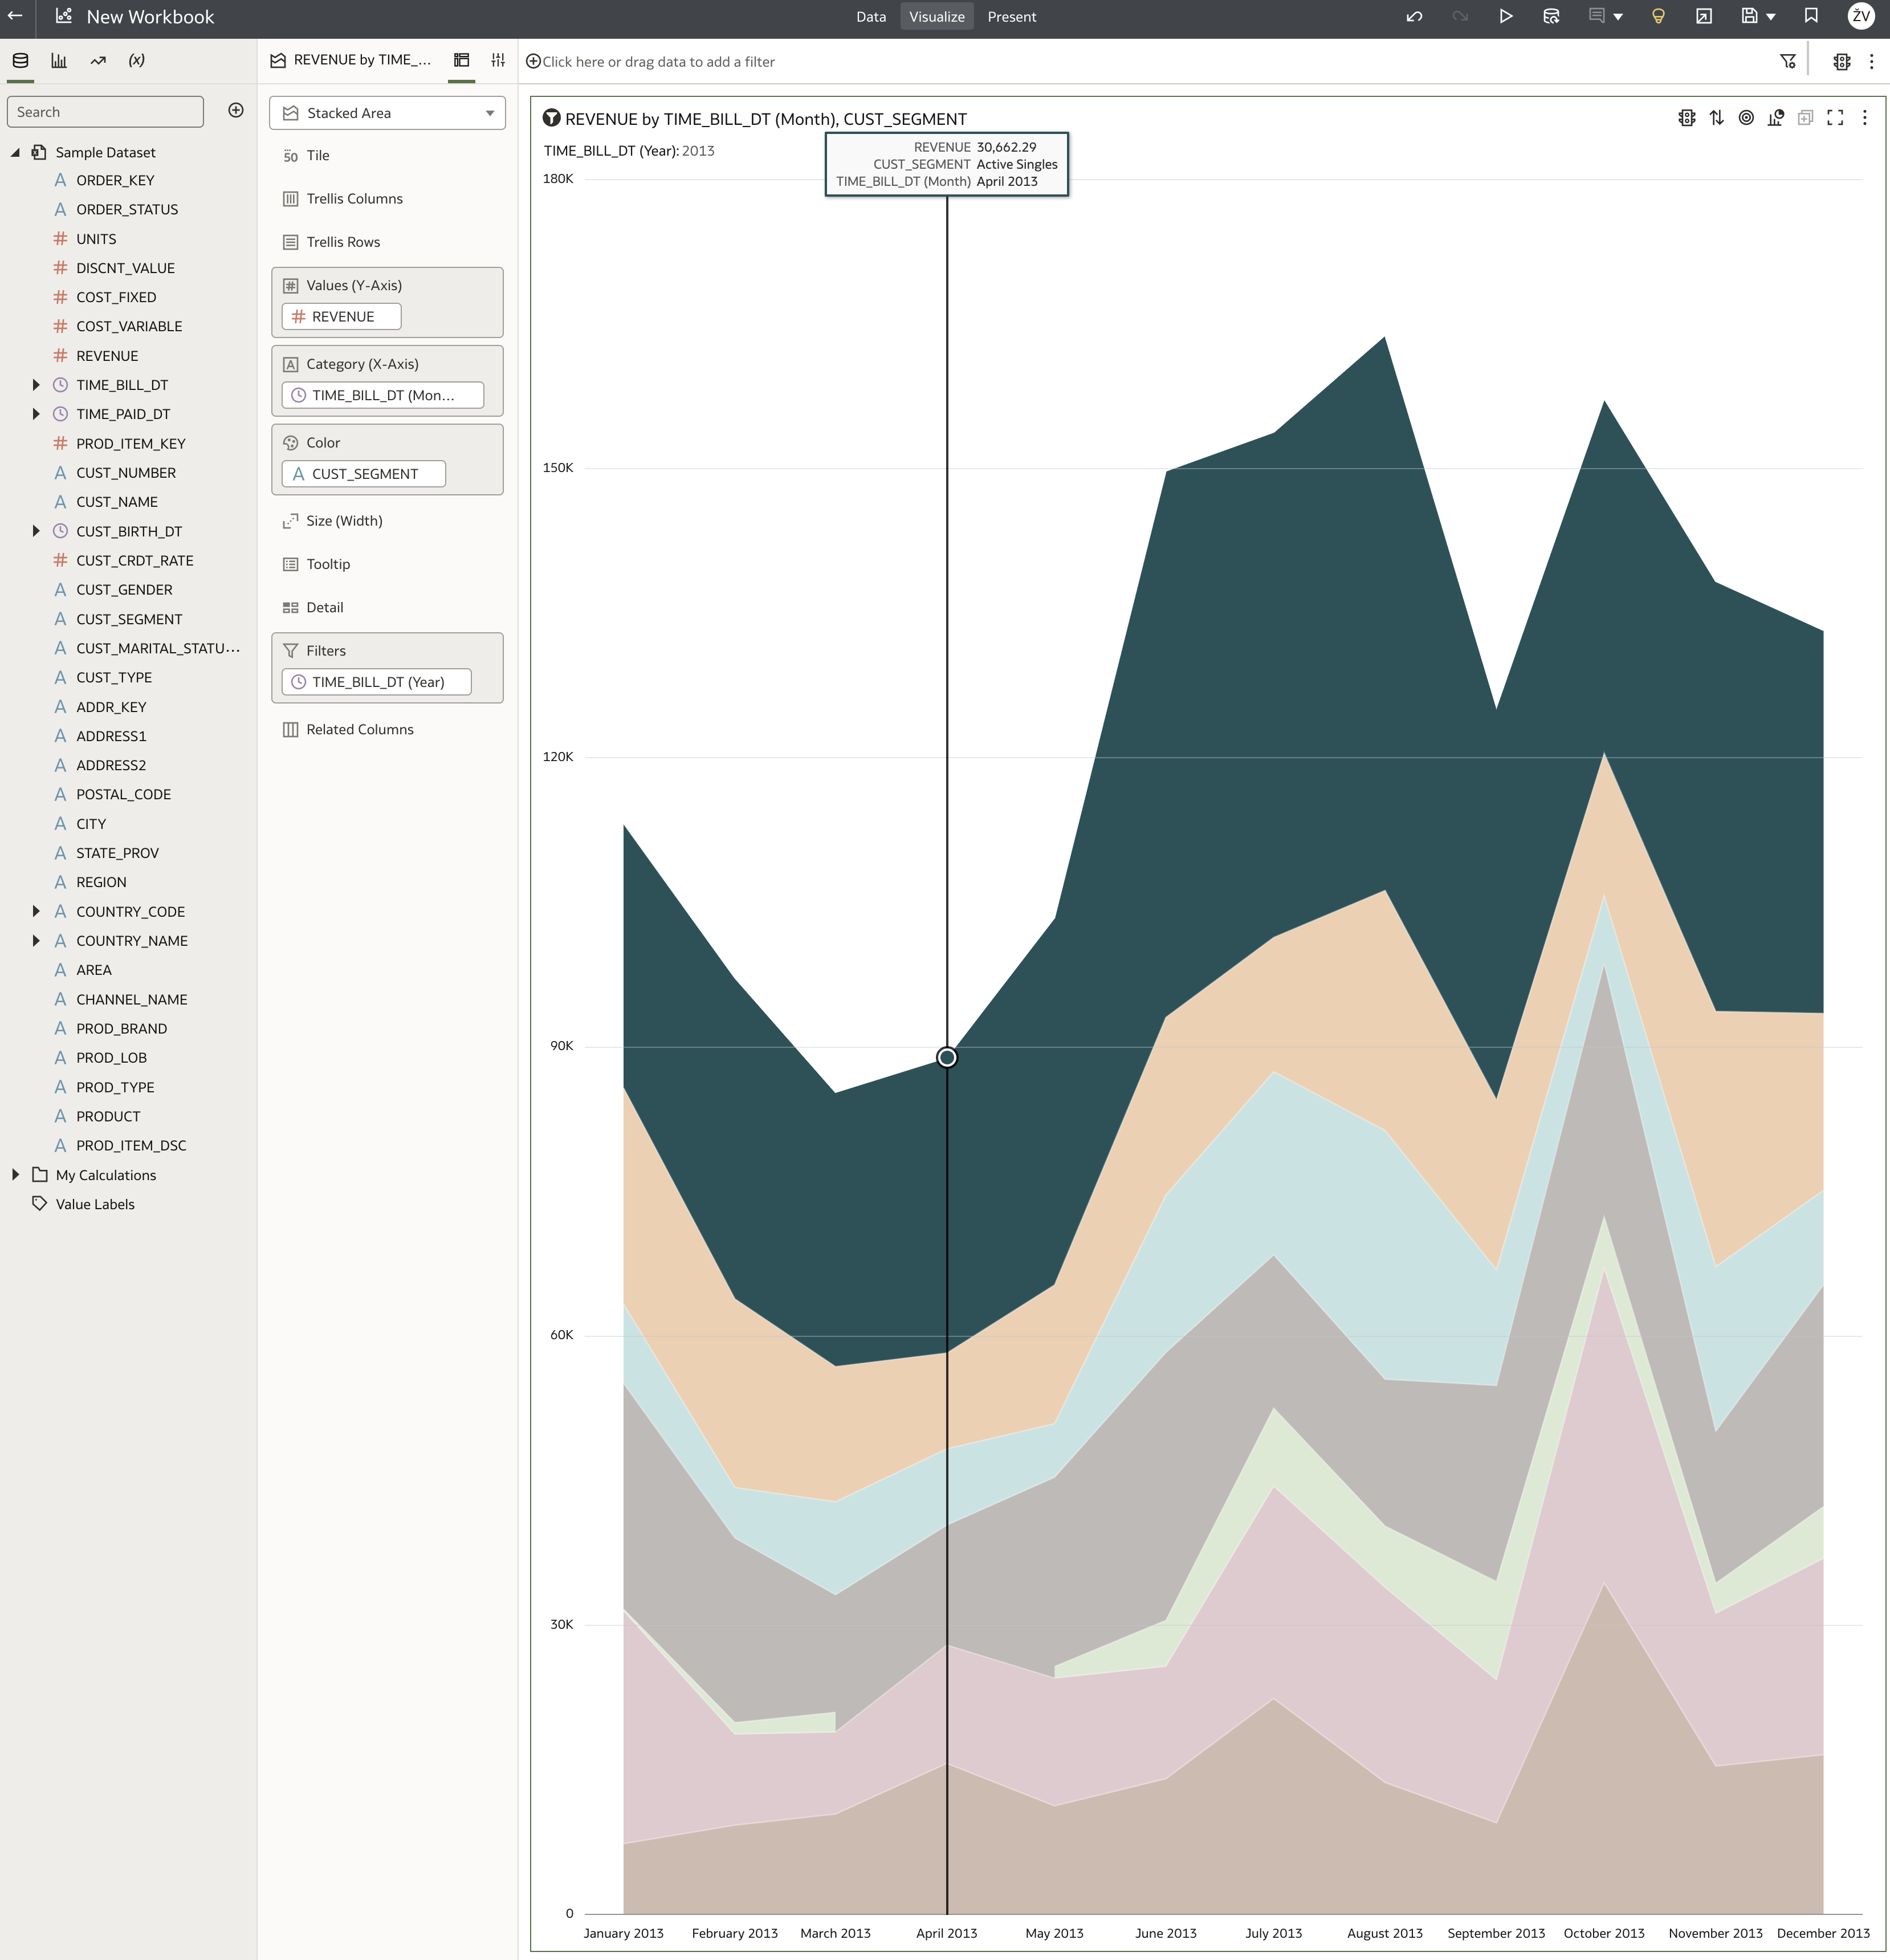 New Workbook
Data
Visualize
Present
ŽV
(x)
REVENUE by TIME_...
Click here or drag data to add a filter
Search
Sample Dataset
A ORDER_KEY
A ORDER_STATUS
# UNITS
# DISCNT_VALUE
# COST_FIXED
# COST_VARIABLE
# REVENUE
TIME_BILL_DT
TIME_PAID_DT
# PROD_ITEM_KEY
A CUST_NUMBER
A CUST_NAME
CUST_BIRTH_DT
# CUST_CRDT_RATE
A CUST_GENDER
A CUST_SEGMENT
A CUST_MARITAL_STATU...
A CUST_TYPE
A ADDR_KEY
A ADDRESS1
A ADDRESS2
A POSTAL_CODE
A CITY
A STATE_PROV
A REGION
A COUNTRY_CODE
A COUNTRY_NAME
A AREA
A CHANNEL_NAME
A PROD_BRAND
A PROD_LOB
A PROD_TYPE
A PRODUCT
A PROD_ITEM_DSC
My Calculations
Value Labels
Stacked Area
50 Tile
Trellis Columns
Trellis Rows
# Values (Y-Axis)
# REVENUE
A Category (X-Axis)
TIME_BILL_DT (Mon...
Color
A CUST_SEGMENT
Size (Width)
Tooltip
Detail
Filters
TIME_BILL_DT (Year)
Related Columns
REVENUE by TIME_BILL_DT (Month), CUST_SEGMENT
TIME_BILL_DT (Year): 2013
REVENUE 30,662.29
CUST_SEGMENT Active Singles
TIME_BILL_DT (Month) April 2013
180K
150K
120K
90K
60K
30K
0
January 2013
February 2013
March 2013
April 2013
May 2013
June 2013
July 2013
August 2013
September 2013
October 2013
November 2013
December 2013